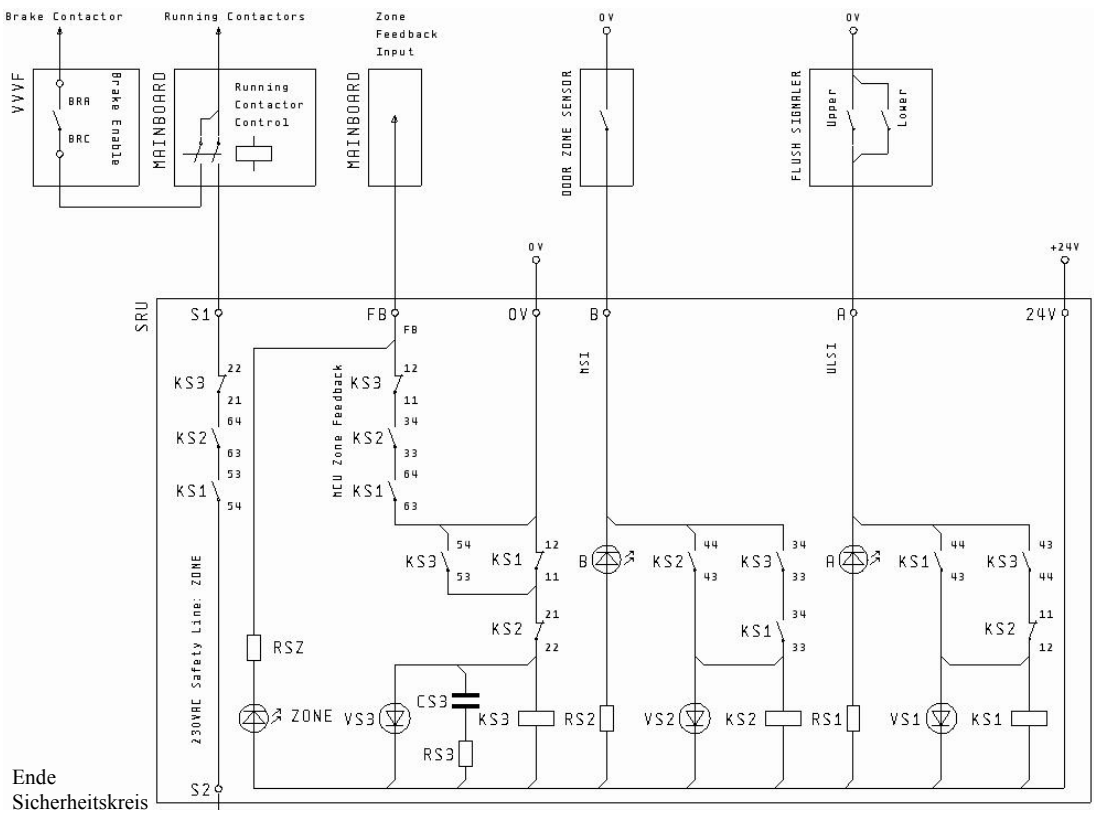 Brake Contactor
Running Contactors
Zone
Feedback
Input
0V
0V
VVVF
BRA
BRC
Brake Enable
MAINBOARD
Running
Contactor
Control
MAINBOARD
DOOR ZONE SENSOR
FLUSH SIGNALER
Upper
Lower
0V
+24V
SRU
S1
FB
0V
B
A
24V
FB
MSI
ULSI
KS3
22
21
KS2
64
63
KS1
53
54
MCU Zone Feedback
KS3
12
11
KS2
34
33
KS1
64
63
KS3
54
53
KS1
12
11
KS2
21
22
B
KS2
44
43
KS3
34
33
KS1
34
33
A
KS1
44
43
KS3
43
44
KS2
11
12
230VAC Safety Line: ZONE
RSZ
ZONE
VS3
CS3
RS3
KS3
RS2
VS2
KS2
RS1
VS1
KS1
S2
Ende
Sicherheitskreis